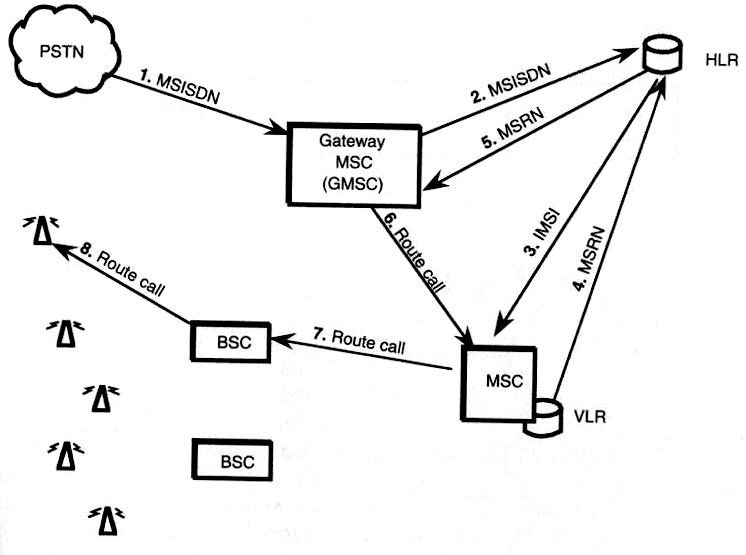 PSTN
1. MSISDN
2. MSISDN
HLR
5. MSRN
Gateway
MSC
(GMSC)
3. IMSI
4. MSRN
6. Route call
8. Route call
BSC
7. Route call
MSC
VLR
BSC